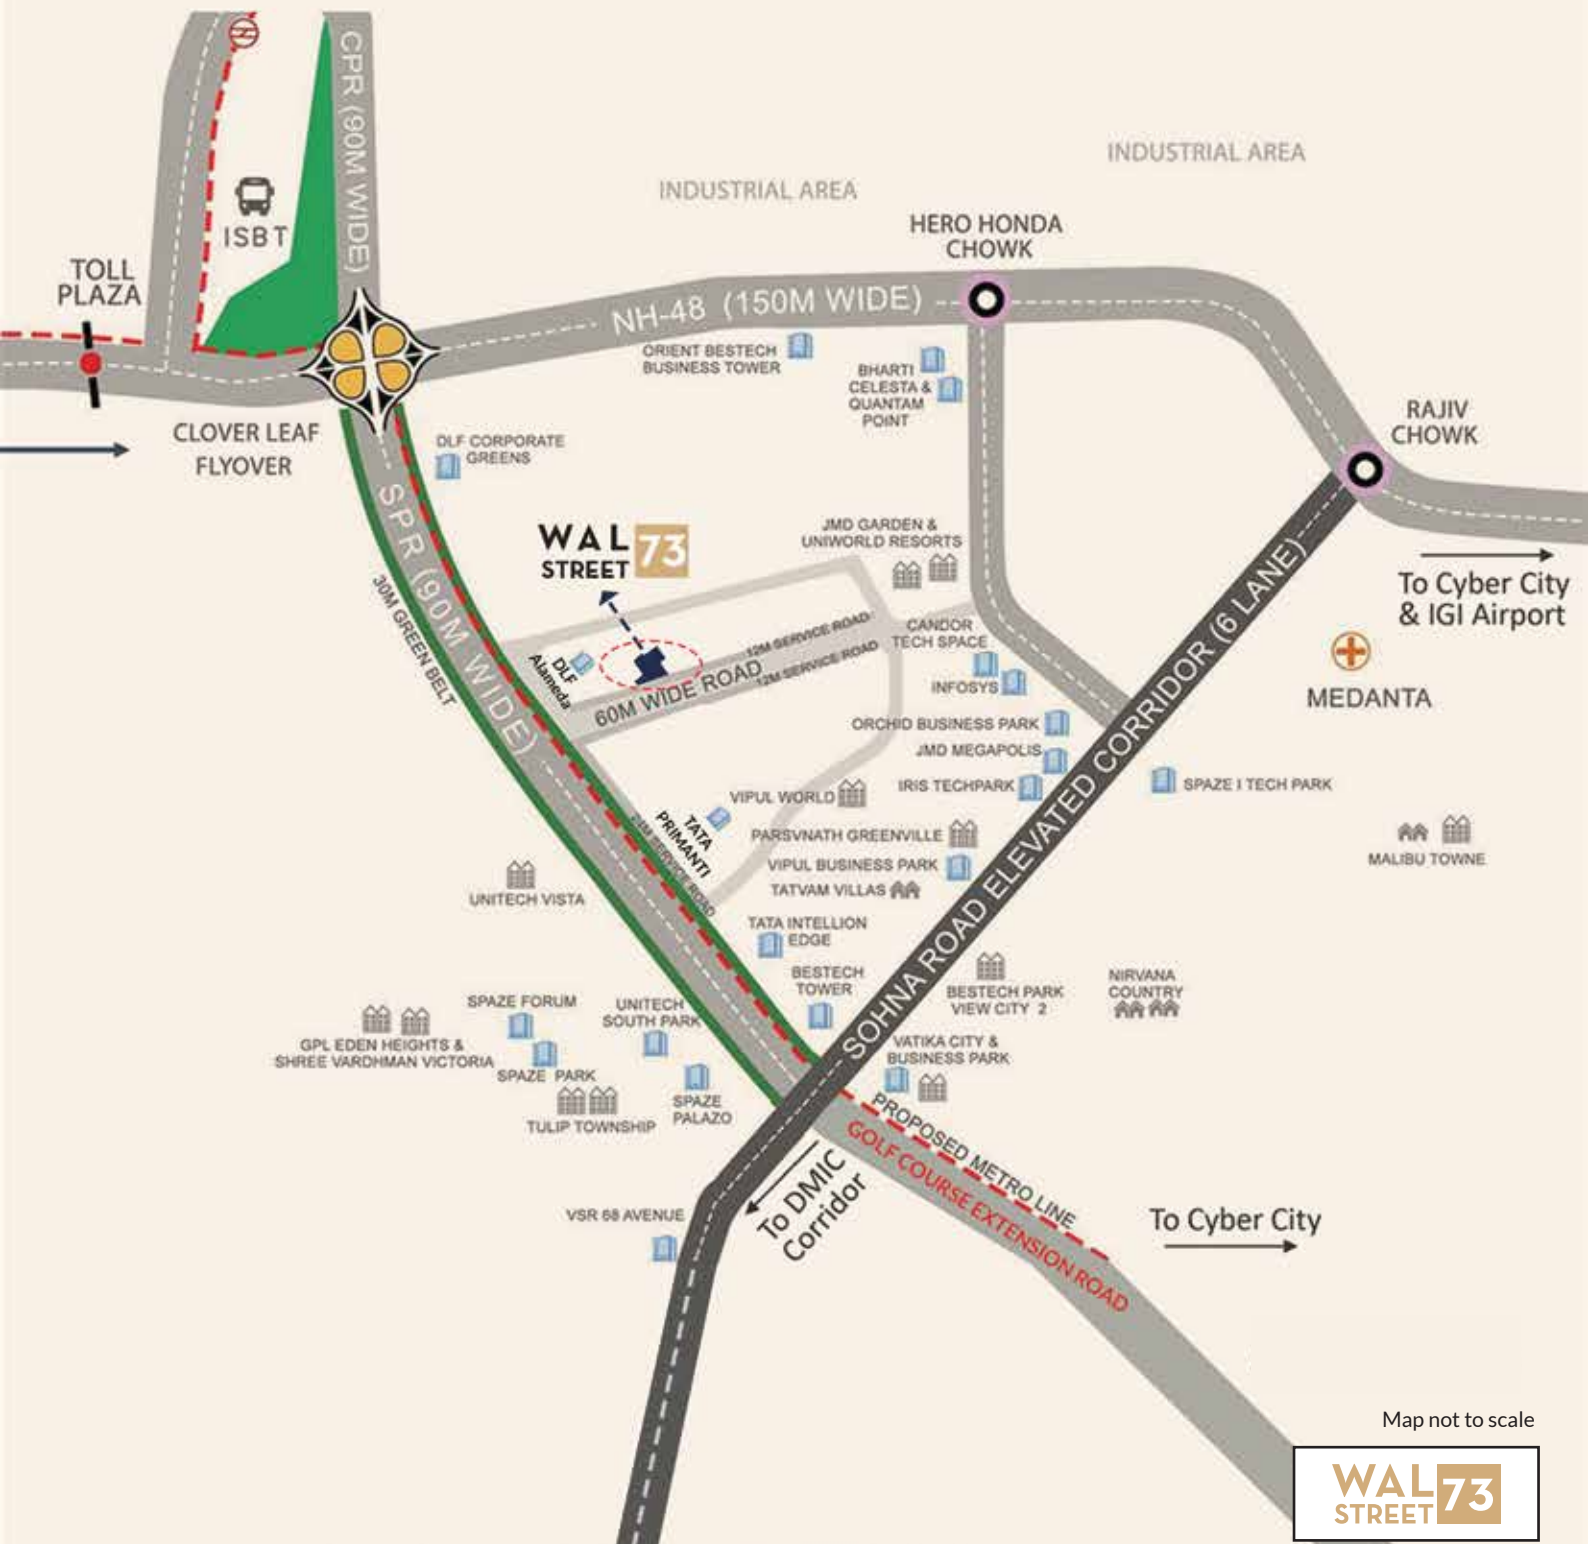 CPR (90M WIDE)
INDUSTRIAL AREA
INDUSTRIAL AREA
ISBT
HERO HONDA
CHOWK
TOLL
PLAZA
NH-48 (150M WIDE)
ORIENT BESTECH
BUSINESS TOWER
BHARTI
CELESTA &
QUANTAM
POINT
RAJIV
CHOWK
CLOVER LEAF
FLYOVER
DLF CORPORATE
GREENS
SPR (90M WIDE)
30M GREEN BELT
WAL
STREET
73
JMD GARDEN &
UNIWORLD RESORTS
To Cyber City
& IGI Airport
12M SERVICE ROAD
12M SERVICE ROAD
60M WIDE ROAD
DLF
Alameda
CANDOR
TECH SPACE
INFOSYS
MEDANTA
ORCHID BUSINESS PARK
JMD MEGAPOLIS
IRIS TECHPARK
SPAZE I TECH PARK
VIPUL WORLD
TATA
PRIMANTI
SERVICE ROAD
PARSVNATH GREENVILLE
VIPUL BUSINESS PARK
TATVAM VILLAS
MALIBU TOWNE
UNITECH VISTA
TATA INTELLION
EDGE
SOHNA ROAD ELEVATED CORRIDOR (6 LANE)
BESTECH
TOWER
BESTECH PARK
VIEW CITY 2
NIRVANA
COUNTRY
SPAZE FORUM
UNITECH
SOUTH PARK
GPL EDEN HEIGHTS &
SHREE VARDHMAN VICTORIA
SPAZE PARK
VATIKA CITY &
BUSINESS PARK
SPAZE
PALAZO
TULIP TOWNSHIP
PROPOSED METRO LINE
GOLF COURSE EXTENSION ROAD
To DMIC
Corridor
VSR 68 AVENUE
To Cyber City
Map not to scale
WAL
STREET
73